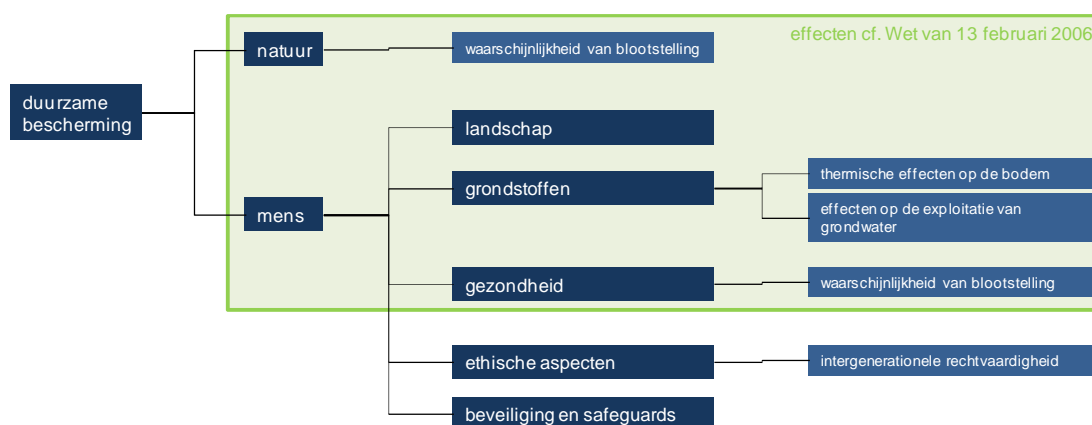 effecten cf. Wet van 13 februari 2006
natuur
waarschijnlijkheid van blootstelling
duurzame
bescherming
landschap
grondstoffen
thermische effecten op de bodem
effecten op de exploitatie van
grondwater
mens
gezondheid
waarschijnlijkheid van blootstelling
ethische aspecten
intergenerationele rechtvaardigheid
beveiliging en safeguards